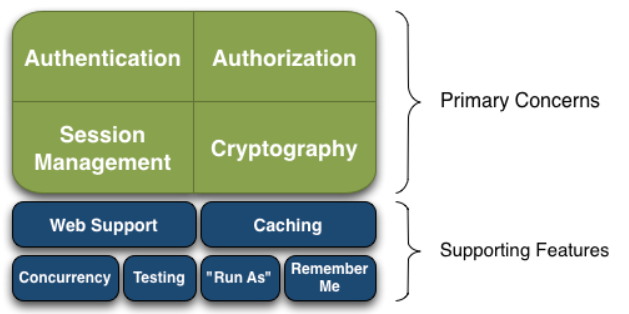 Authentication
Authorization
Primary Concerns
Session
Management
Cryptography
Web Support
Caching
Supporting Features
Concurrency
Testing
"Run As"
Remember
Me